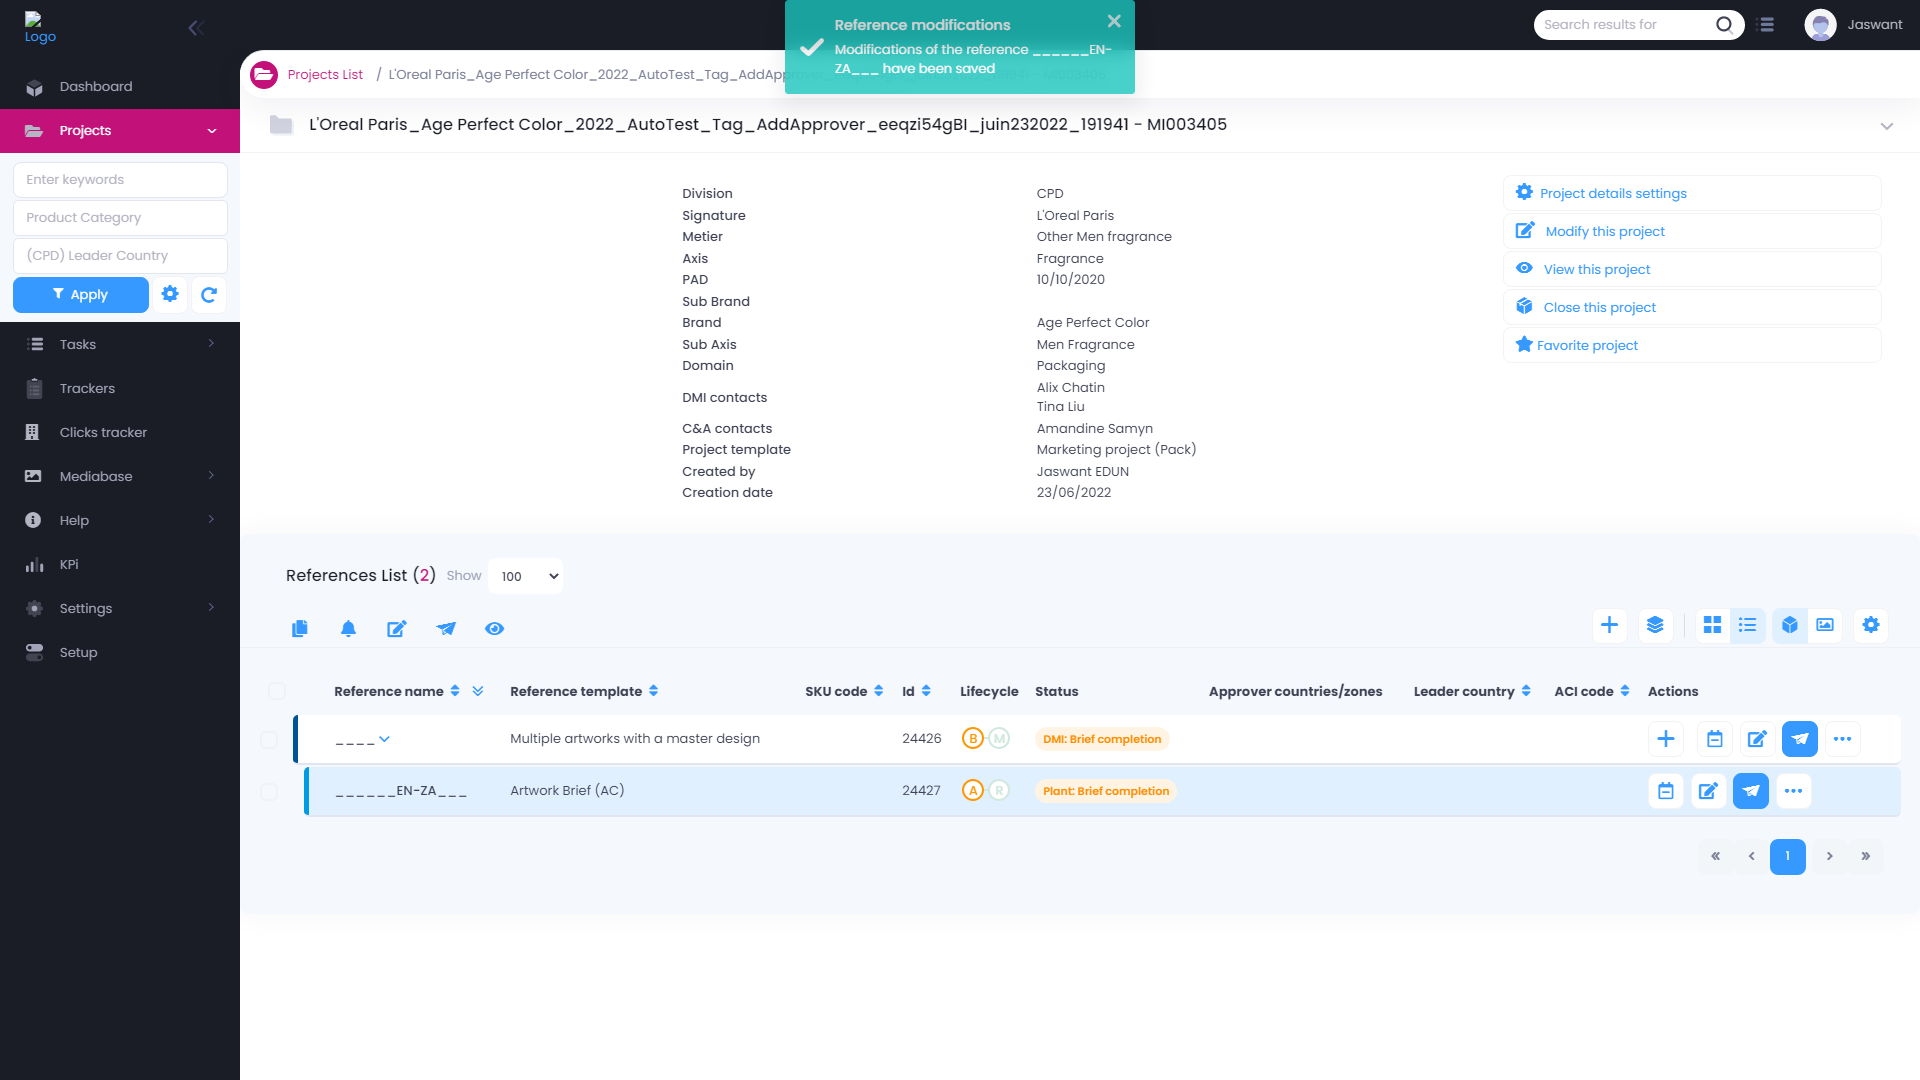 Logo
Dashboard
Projects
Enter keywords
Product Category
(CPD) Leader Country
Apply
Tasks
Trackers
Clicks tracker
Mediabase
Help
KPi
Settings
Setup
Reference modifications
Modifications of the reference ______EN-
ZA___ have been saved
Search results for
Jaswant
Projects List / L'Oreal Paris_Age Perfect Color_2022_AutoTest_Tag_AddApprover
L'Oreal Paris_Age Perfect Color_2022_AutoTest_Tag_AddApprover_eeqzi54gBI_juin232022_191941 - MI003405
Division CPD
Signature L'Oreal Paris
Metier Other Men fragrance
Axis Fragrance
PAD 10/10/2020
Sub Brand
Brand Age Perfect Color
Sub Axis Men Fragrance
Domain Packaging
DMI contacts Alix Chatin
Tina Liu
C&A contacts Amandine Samyn
Project template Marketing project (Pack)
Created by Jaswant EDUN
Creation date 23/06/2022
Project details settings
Modify this project
View this project
Close this project
Favorite project
References List (2) Show 100
Reference name Reference template SKU code Id Lifecycle Status Approver countries/zones Leader country ACI code Actions
____ Multiple artworks with a master design 24426 B M DMI: Brief completion
______EN-ZA___ Artwork Brief (AC) 24427 A R Plant: Brief completion
« ‹ 1 › »